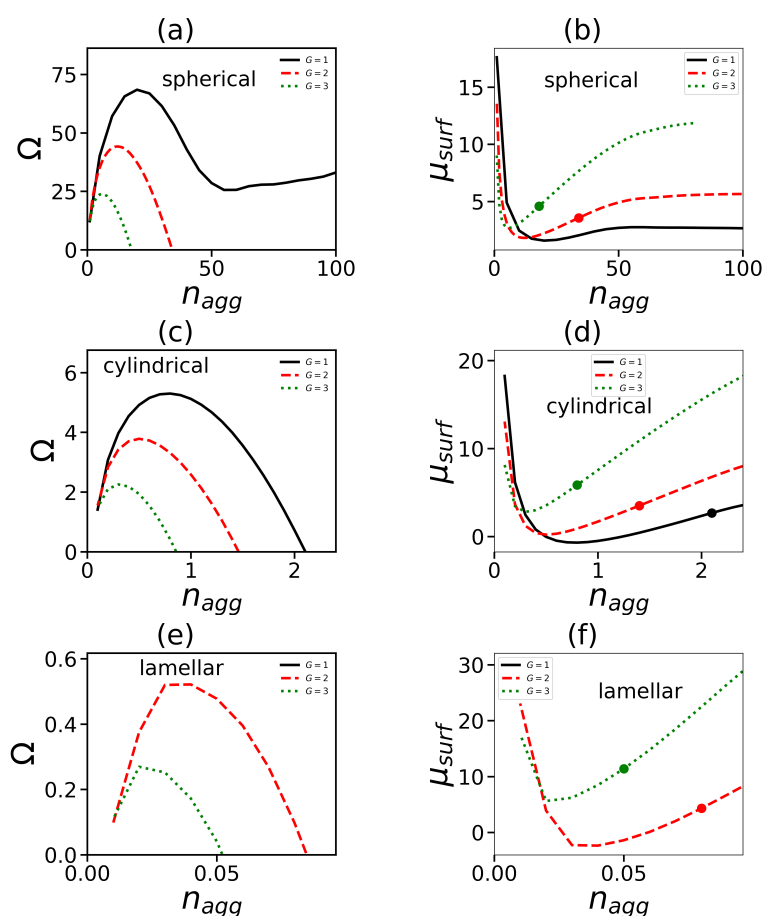 (a)
75
50
25
0
0
50
100
Ω
n_agg
spherical
G = 1
G = 2
G = 3
(b)
15
10
5
0
50
100
μ_surf
n_agg
spherical
G = 1
G = 2
G = 3
(c)
6
4
2
0
0
1
2
Ω
n_agg
cylindrical
G = 1
G = 2
G = 3
(d)
20
10
0
0
1
2
μ_surf
n_agg
cylindrical
G = 1
G = 2
G = 3
(e)
0.6
0.4
0.2
0.0
0.00
0.05
Ω
n_agg
lamellar
G = 1
G = 2
G = 3
(f)
30
20
10
0
0.00
0.05
μ_surf
n_agg
lamellar
G = 1
G = 2
G = 3